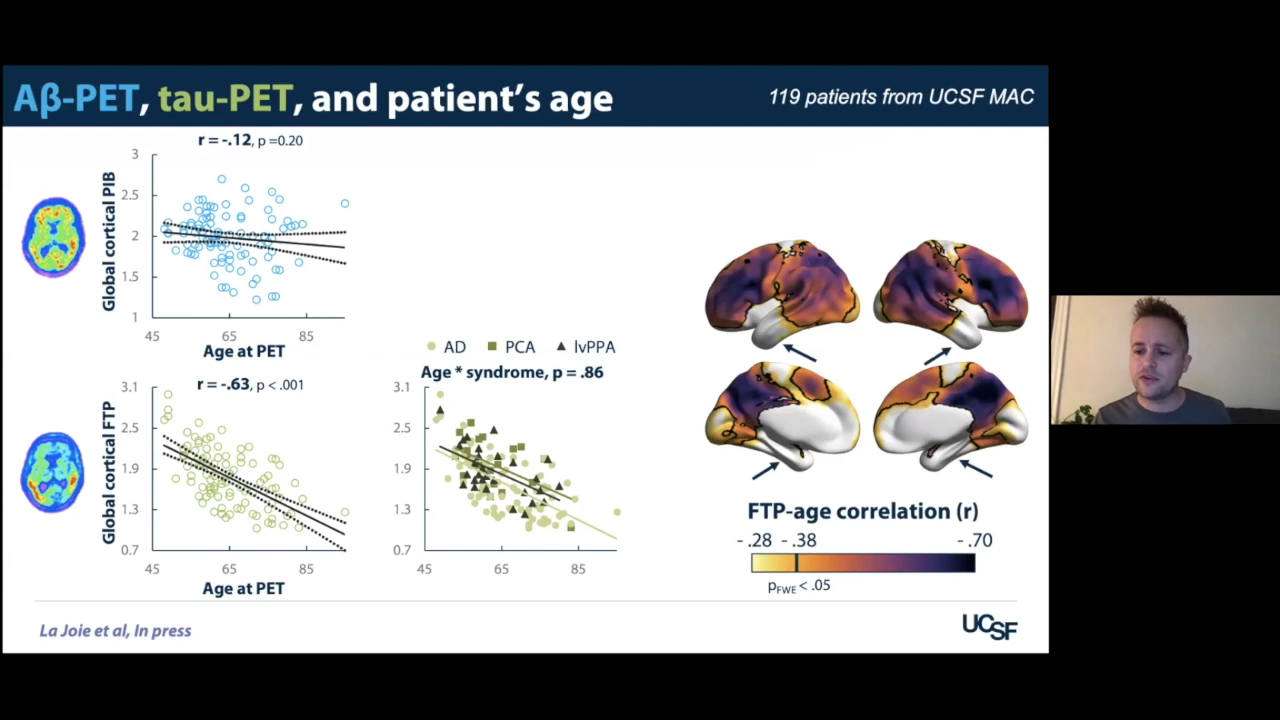 Aβ-PET, tau-PET, and patient's age
119 patients from UCSF MAC
r = -.12, p =0.20
Global cortical PIB
3
2.5
2
1.5
1
45 65 85
Age at PET
r = -.63, p < .001
Global cortical FTP
3.1
2.5
1.9
1.3
0.7
45 65 85
Age at PET
AD PCA lvPPA
Age * syndrome, p = .86
3.1
2.5
1.9
1.3
0.7
45 65 85
FTP-age correlation (r)
- .28 - .38 - .70
pFWE < .05
La Joie et al, In press
UCSF